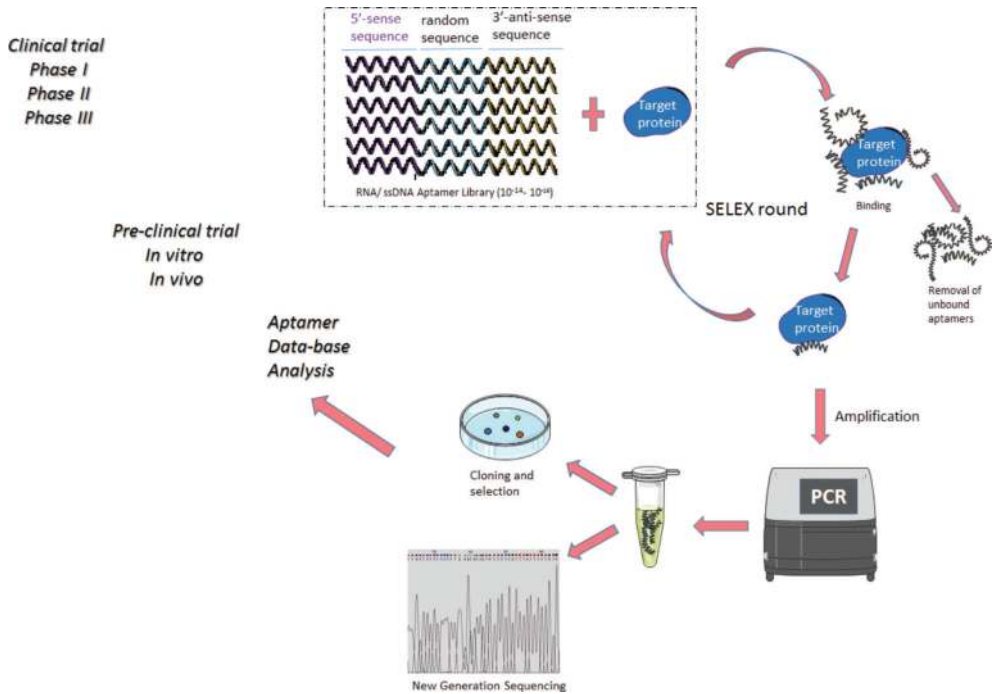 5′-sense
sequence
random
sequence
3′-anti-sense
sequence
Target
protein
RNA/ ssDNA Aptamer Library (10⁻¹⁴- 10⁻¹⁶)
Clinical trial
Phase I
Phase II
Phase III
Target
protein
Binding
SELEX round
Removal of
unbound
aptamers
Pre-clinical trial
In vitro
In vivo
Target
protein
Aptamer
Data-base
Analysis
Amplification
Cloning and
selection
PCR
New Generation Sequencing